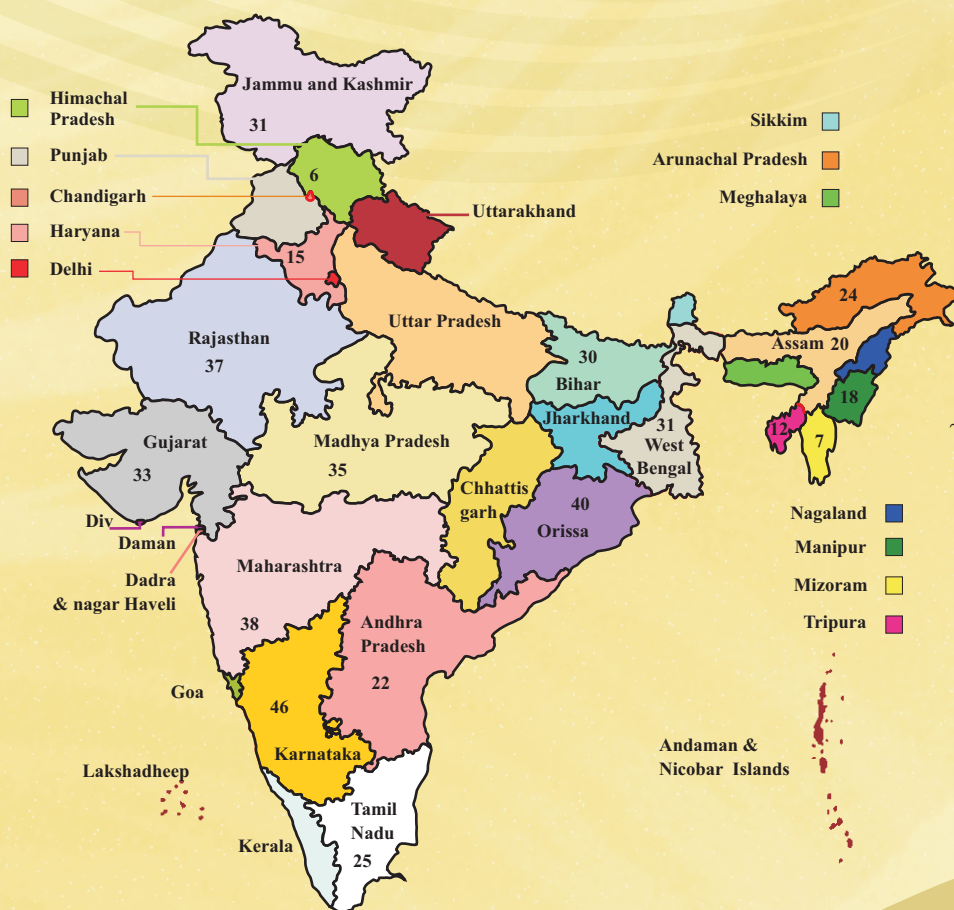 Jammu and Kashmir
31
Himachal
Pradesh
Punjab
Chandigarh
Haryana
Delhi
6
15
Uttarakhand
Sikkim
Arunachal Pradesh
Meghalaya
Rajasthan
37
Uttar Pradesh
30
Bihar
24
Assam 20
18
12
7
Jharkhand
31
West
Bengal
Gujarat
33
Madhya Pradesh
35
Chhattis
garh
40
Orissa
Div
Daman
Dadra
& nagar Haveli
Maharashtra
38
Nagaland
Manipur
Mizoram
Tripura
Andhra
Pradesh
22
Goa
46
Karnataka
Lakshadheep
Andaman &
Nicobar Islands
Kerala
Tamil
Nadu
25